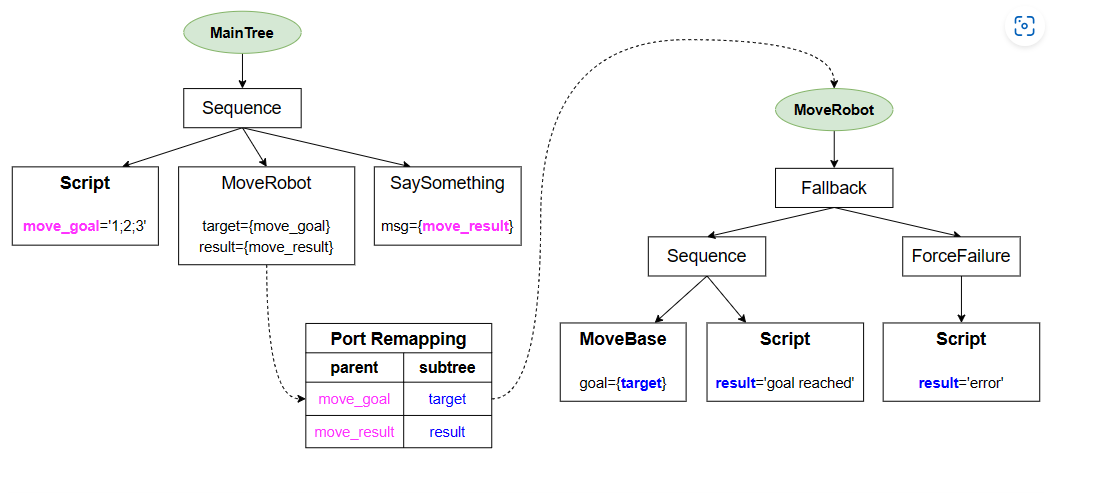 MainTree
Sequence
Script
move_goal='1;2;3'
MoveRobot
target={move_goal}
result={move_result}
SaySomething
msg={move_result}
Port Remapping
parent subtree
move_goal target
move_result result
MoveRobot
Fallback
Sequence
ForceFailure
MoveBase
goal={target}
Script
result='goal reached'
Script
result='error'